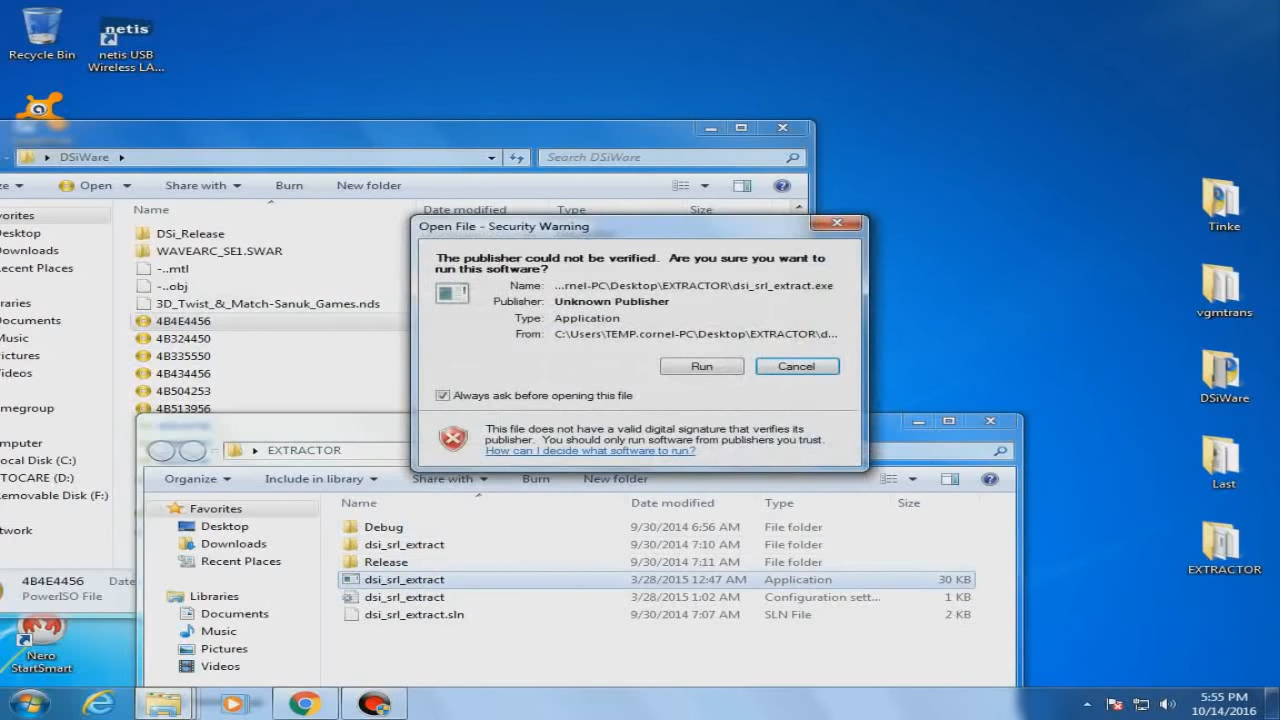 Recycle Bin
netis
netis USB
Wireless LA...
DSiWare
Search DSiWare
ze
Open
Share with
Burn
New folder
vorites
esktop
ownloads
ecent Places
ocuments
Music
ictures
ideos
omegroup
omputer
ocal Disk (C:)
TOCARE (D:)
emovable Disk (F:)
etwork
Name
Date modified
Type
Size
DSi_Release
WAVEARC_SE1.SWAR
-..mtl
-..obj
3D_Twist_&_Match-Sanuk_Games.nds
4B4E4456
4B324450
4B335550
4B434456
4B504253
4B513956
4B4E4456
Date
PowerISO File
Open File - Security Warning
The publisher could not be verified. Are you sure you want to
run this software?
Name: ...rnel-PC\Desktop\EXTRACTOR\dsi_srl_extract.exe
Publisher: Unknown Publisher
Type: Application
From: C:\Users\TEMP.cornel-PC\Desktop\EXTRACTOR\d...
Run
Cancel
Always ask before opening this file
This file does not have a valid digital signature that verifies its
publisher. You should only run software from publishers you trust.
How can I decide what software to run?
EXTRACTOR
Organize
Include in library
Share with
Burn
New folder
Favorites
Desktop
Downloads
Recent Places
Libraries
Documents
Music
Pictures
Videos
Name Date modified Type Size
Debug 9/30/2014 6:56 AM File folder
dsi_srl_extract 9/30/2014 7:10 AM File folder
Release 9/30/2014 7:11 AM File folder
dsi_srl_extract 3/28/2015 12:47 AM Application 30 KB
dsi_srl_extract 3/28/2015 1:02 AM Configuration sett... 1 KB
dsi_srl_extract.sln 9/30/2014 7:07 AM SLN File 2 KB
Tinke
vgmtrans
DSiWare
Last
EXTRACTOR
Nero
StartSmart
5:55 PM
10/14/2016